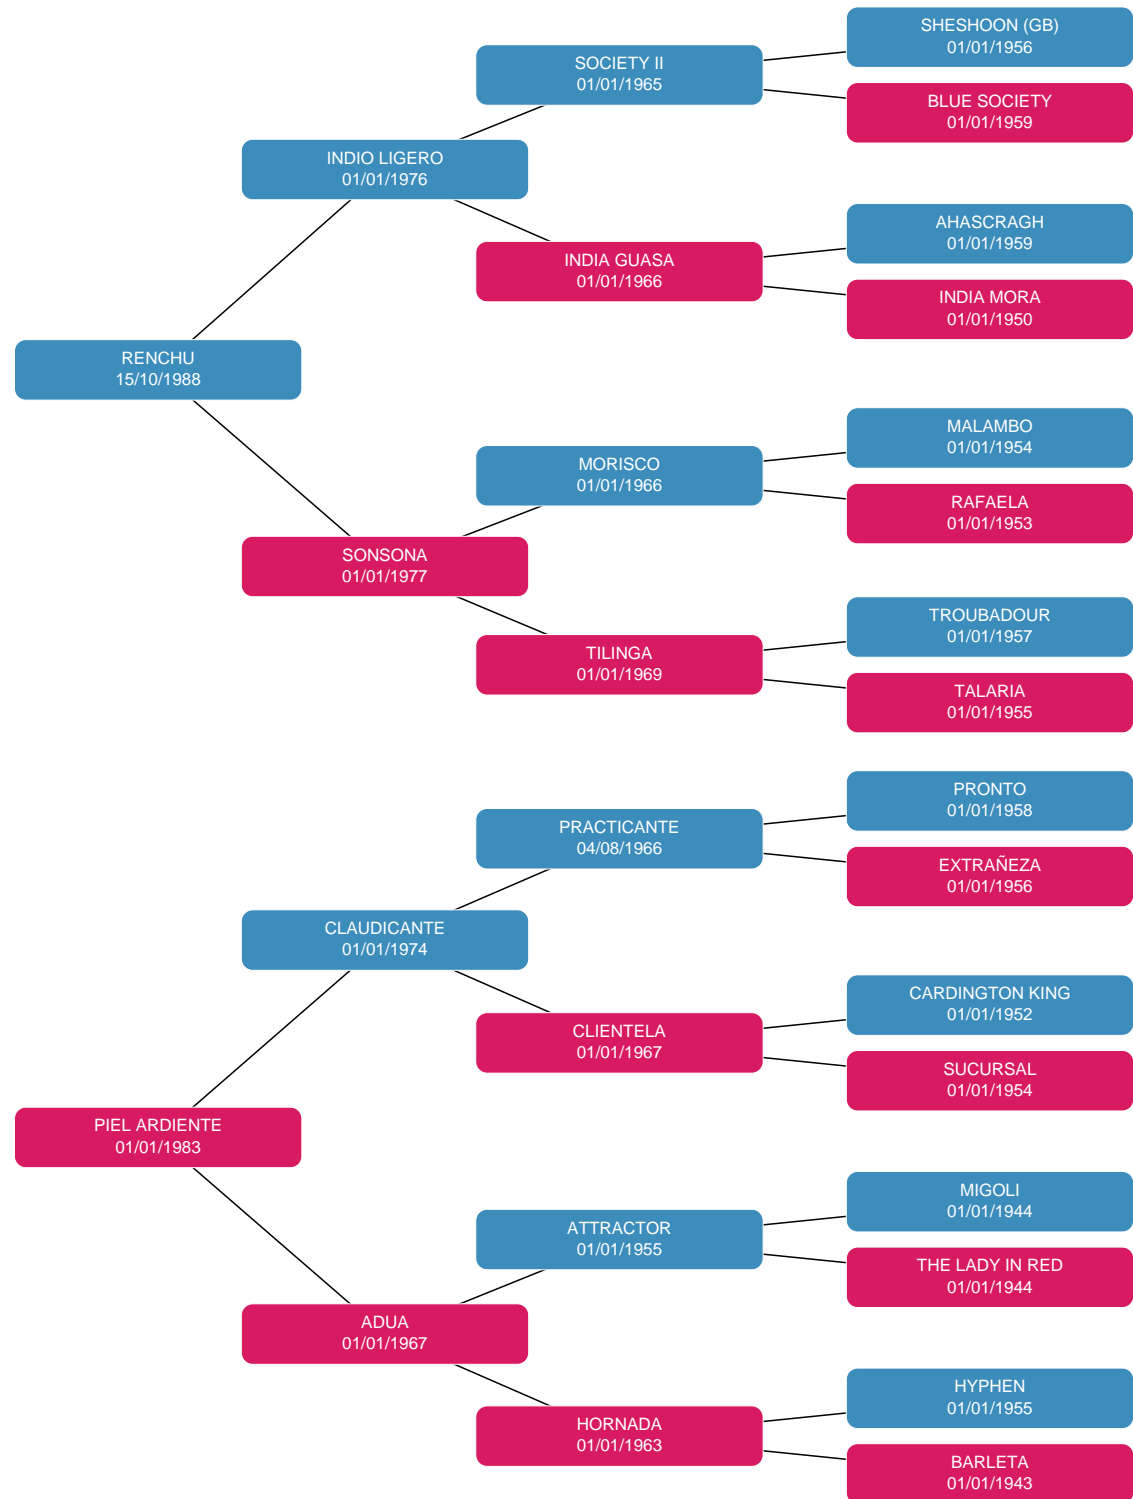 SHESHOON (GB)
01/01/1956
SOCIETY II
01/01/1965
BLUE SOCIETY
01/01/1959
INDIO LIGERO
01/01/1976
AHASCRAGH
01/01/1959
INDIA GUASA
01/01/1966
INDIA MORA
01/01/1950
RENCHU
15/10/1988
MALAMBO
01/01/1954
MORISCO
01/01/1966
RAFAELA
01/01/1953
SONSONA
01/01/1977
TROUBADOUR
01/01/1957
TILINGA
01/01/1969
TALARIA
01/01/1955
PRONTO
01/01/1958
PRACTICANTE
04/08/1966
EXTRAÑEZA
01/01/1956
CLAUDICANTE
01/01/1974
CARDINGTON KING
01/01/1952
CLIENTELA
01/01/1967
SUCURSAL
01/01/1954
PIEL ARDIENTE
01/01/1983
MIGOLI
01/01/1944
ATTRACTOR
01/01/1955
THE LADY IN RED
01/01/1944
ADUA
01/01/1967
HYPHEN
01/01/1955
HORNADA
01/01/1963
BARLETA
01/01/1943